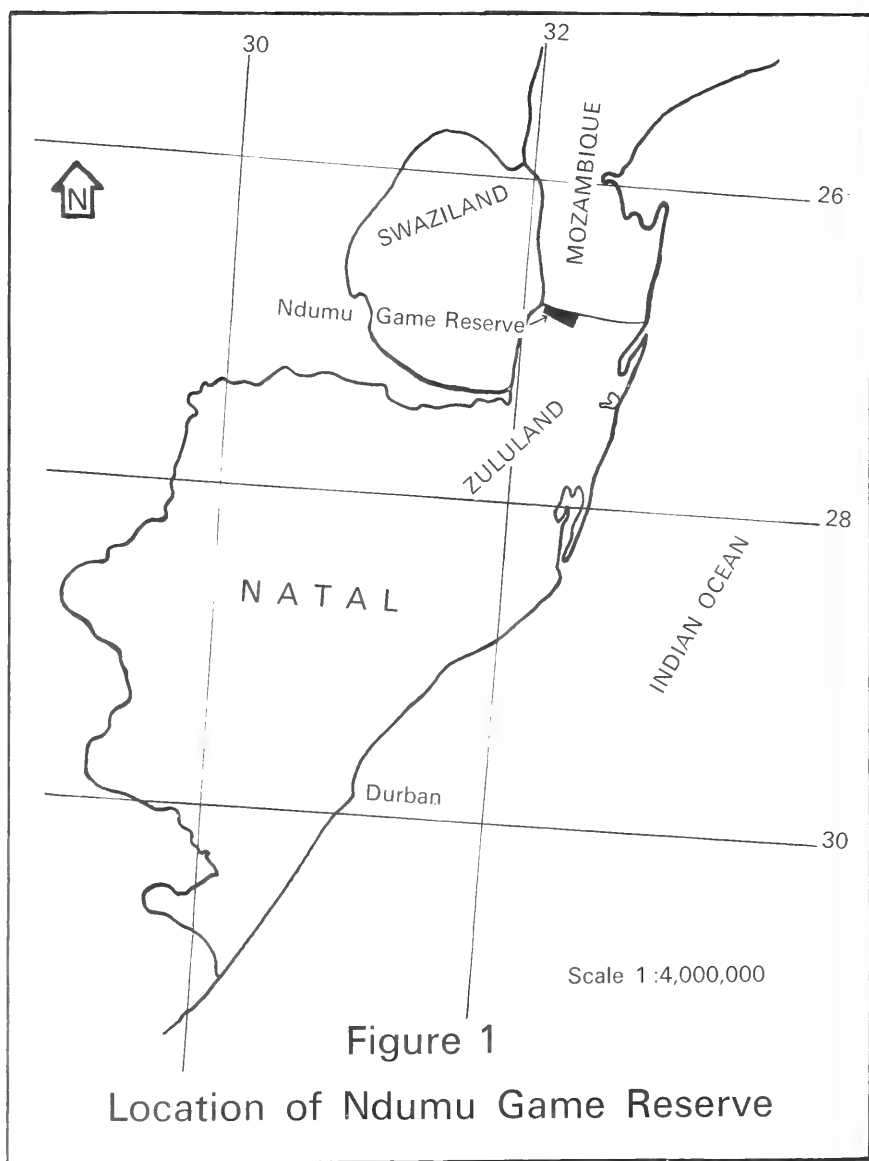 30
32
MOZAMBIQUE
N
SWAZILAND
26
Ndumu Game Reserve
ZULULAND
28
NATAL
INDIAN OCEAN
Durban
30
Scale 1:4,000,000
Figure 1
Location of Ndumu Game Reserve